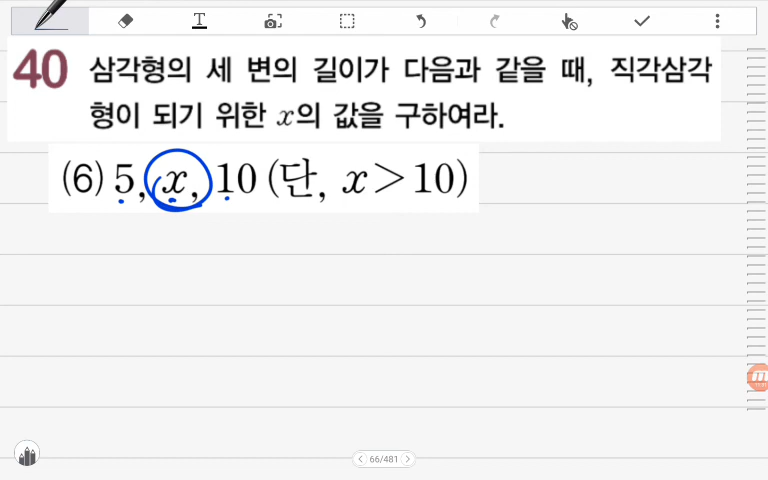 T
40 삼각형의 세 변의 길이가 다음과 같을 때, 직각삼각
형이 되기 위한 x의 값을 구하여라.
(6) 5, x, 10 (단, x > 10)
66/481